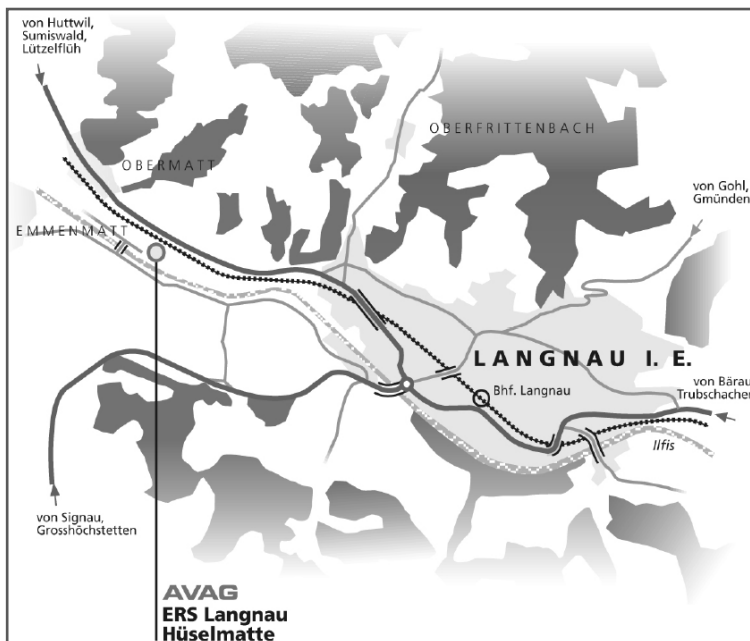 von Huttwil,
Sumiswald,
Lützelflüh
OBERFRITTENBACH
OBERMATT
von Gohl,
Gmünden
EMMENMATT
LANGNAU I. E.
Bhf. Langnau
von Bärau,
Trubschachen
Ilfis
von Signau,
Grosshöchstetten
AVAG
ERS Langnau
Hüselmatte